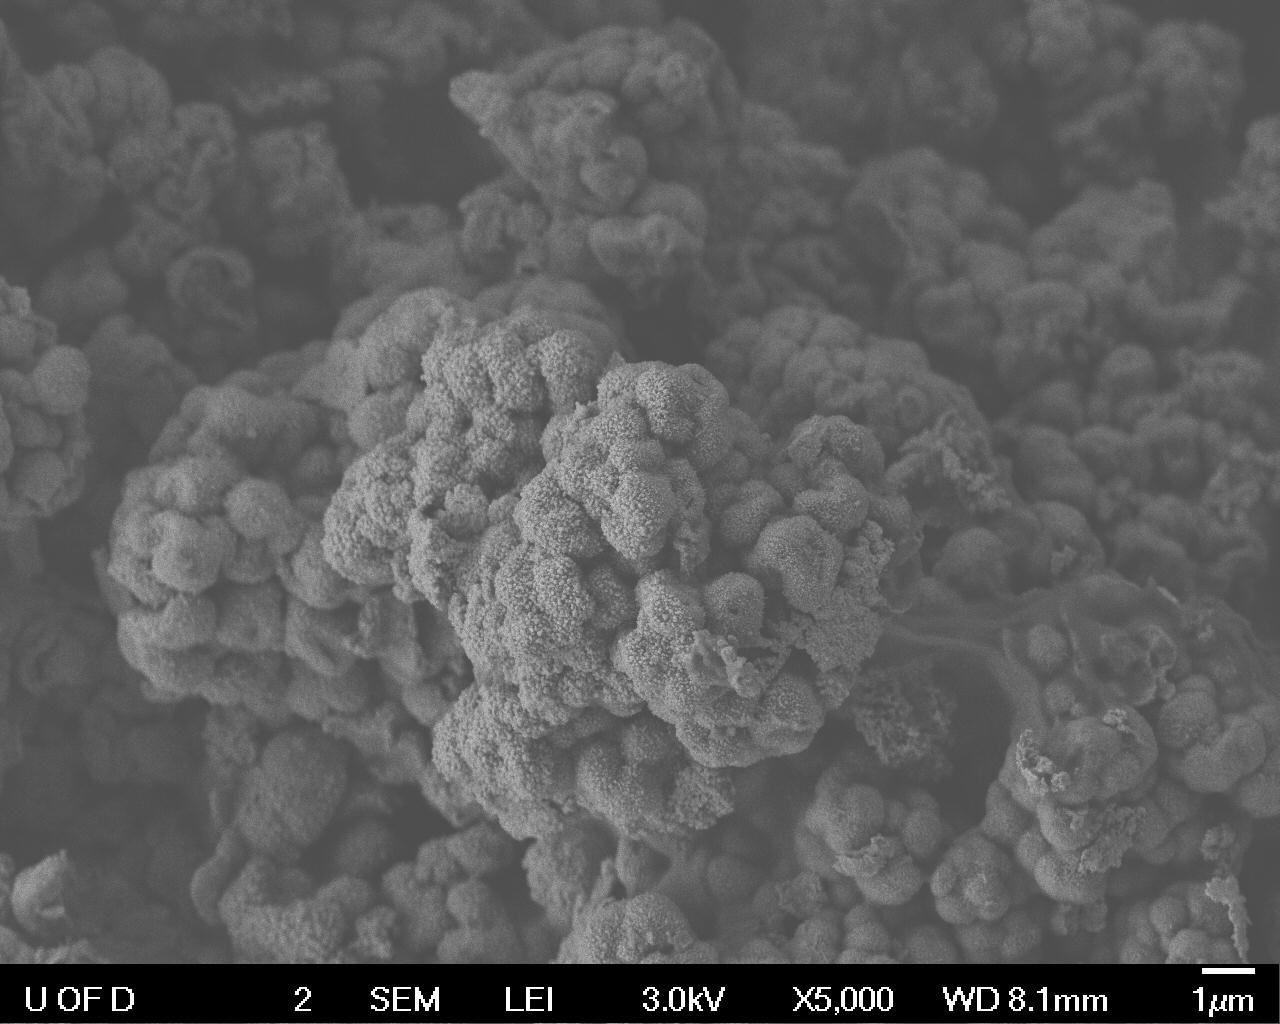 U OF D 2 SEM LEI 3.0kV X5,000 WD 8.1mm 1μm